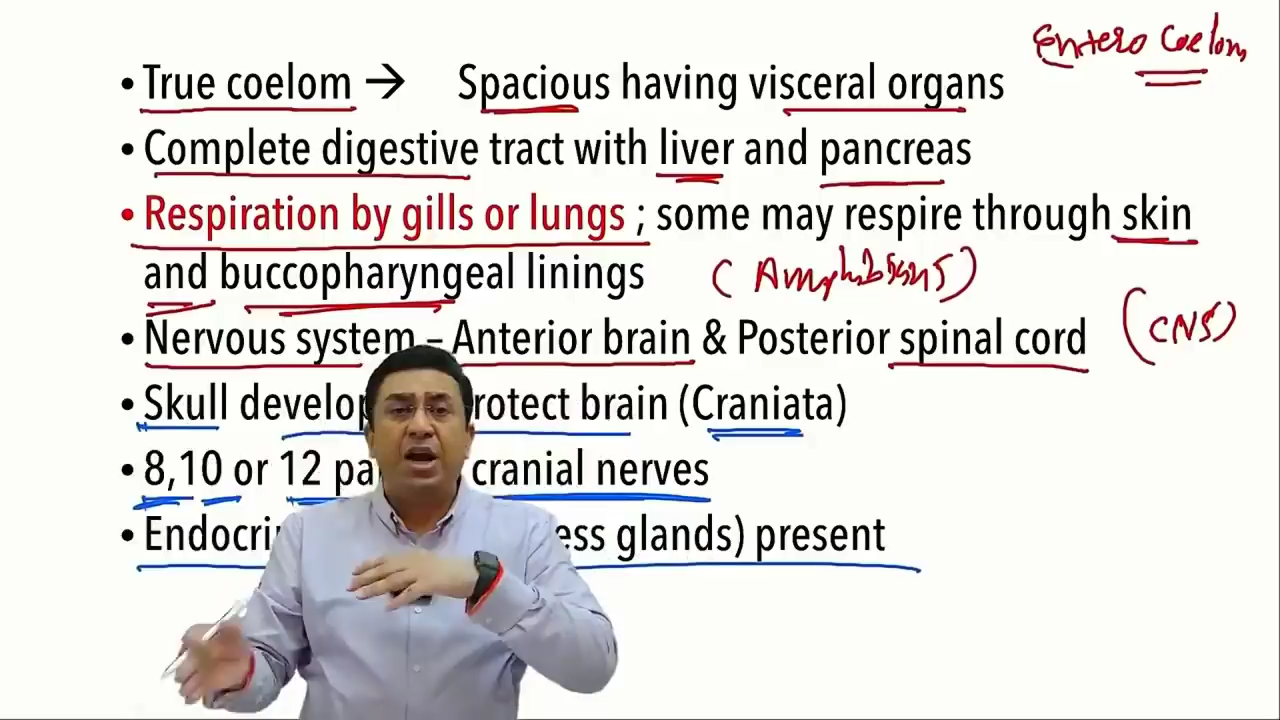 Entero Coelom
• True coelom → Spacious having visceral organs
• Complete digestive tract with liver and pancreas
• Respiration by gills or lungs ; some may respire through skin
and buccopharyngeal linings (Amphibians)
• Nervous system – Anterior brain & Posterior spinal cord (CNS)
• Skull develop rotect brain (Craniata)
• 8,10 or 12 pa cranial nerves
• Endocri ess glands) present